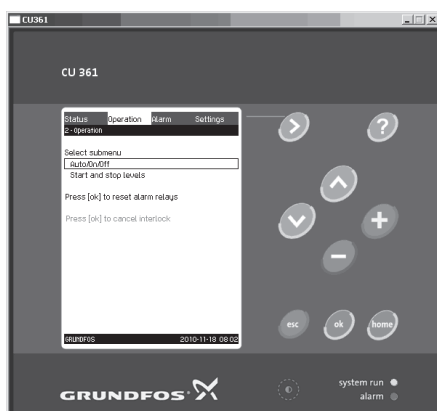 CU361
CU 361
Status Operation Alarm Settings
2 - Operation
Select submenu
Auto/On/Off
Start and stop levels
Press [ok] to reset alarm relays
Press [ok] to cancel interlock
GRUNDFOS 2010-11-18 08:02
> ?
+
−
esc ok home
GRUNDFOS
system run
alarm